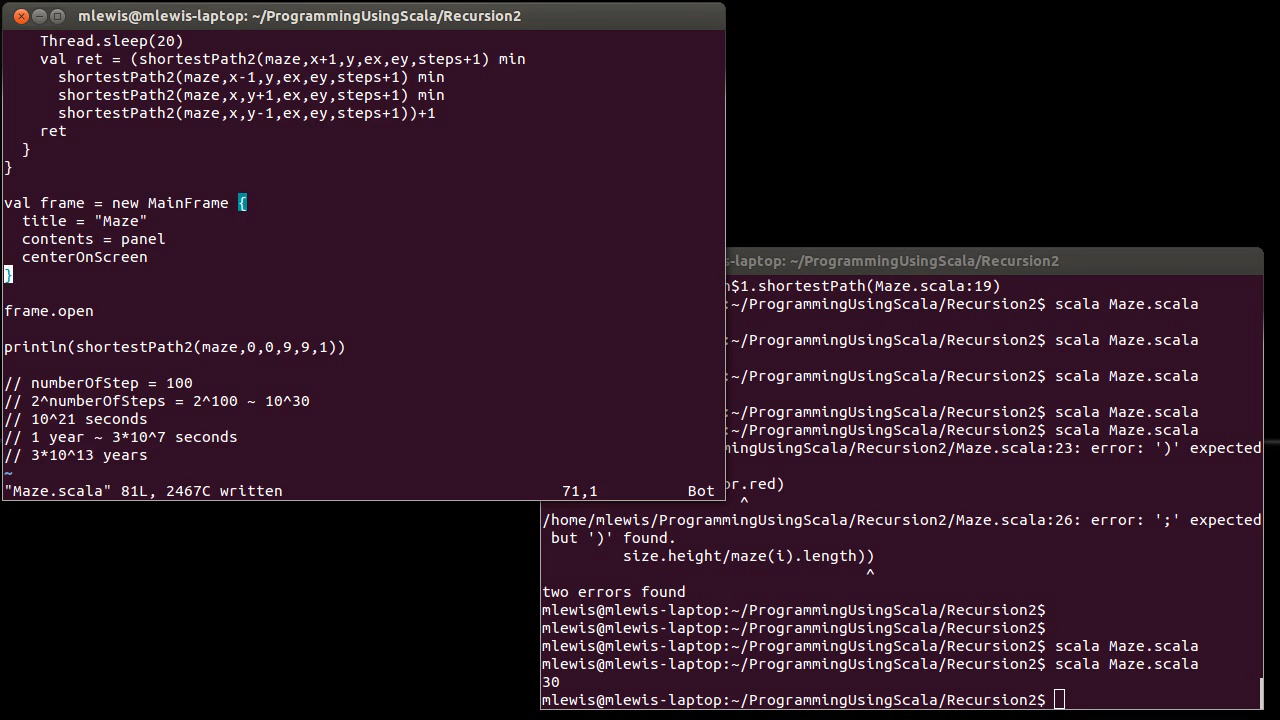 mlewis@mlewis-laptop: ~/ProgrammingUsingScala/Recursion2
    Thread.sleep(20)
    val ret = (shortestPath2(maze,x+1,y,ex,ey,steps+1) min
      shortestPath2(maze,x-1,y,ex,ey,steps+1) min
      shortestPath2(maze,x,y+1,ex,ey,steps+1) min
      shortestPath2(maze,x,y-1,ex,ey,steps+1))+1
    ret
  }
}
val frame = new MainFrame {
  title = "Maze"
  contents = panel
  centerOnScreen
}
frame.open
println(shortestPath2(maze,0,0,9,9,1))
// numberOfStep = 100
// 2^numberOfSteps = 2^100 ~ 10^30
// 10^21 seconds
// 1 year ~ 3*10^7 seconds
// 3*10^13 years
~
"Maze.scala" 81L, 2467C written 71,1 Bot
s-laptop: ~/ProgrammingUsingScala/Recursion2
n$1.shortestPath(Maze.scala:19)
:~/ProgrammingUsingScala/Recursion2$ scala Maze.scala
:~/ProgrammingUsingScala/Recursion2$ scala Maze.scala
:~/ProgrammingUsingScala/Recursion2$ scala Maze.scala
:~/ProgrammingUsingScala/Recursion2$ scala Maze.scala
:~/ProgrammingUsingScala/Recursion2$ scala Maze.scala
mingUsingScala/Recursion2/Maze.scala:23: error: ')' expected
or.red)
^
/home/mlewis/ProgrammingUsingScala/Recursion2/Maze.scala:26: error: ';' expected
 but ')' found.
         size.height/maze(i).length))
                                    ^
two errors found
mlewis@mlewis-laptop:~/ProgrammingUsingScala/Recursion2$
mlewis@mlewis-laptop:~/ProgrammingUsingScala/Recursion2$
mlewis@mlewis-laptop:~/ProgrammingUsingScala/Recursion2$ scala Maze.scala
mlewis@mlewis-laptop:~/ProgrammingUsingScala/Recursion2$ scala Maze.scala
30
mlewis@mlewis-laptop:~/ProgrammingUsingScala/Recursion2$